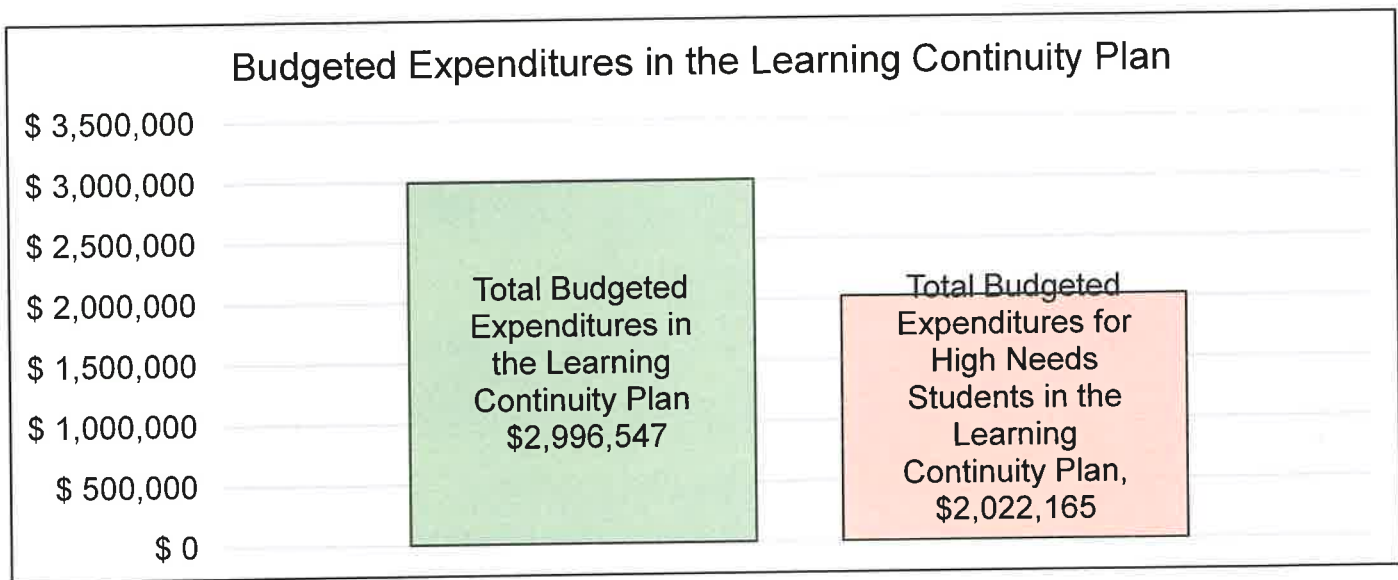 Budgeted Expenditures in the Learning Continuity Plan
$ 3,500,000
$ 3,000,000
$ 2,500,000
$ 2,000,000
$ 1,500,000
$ 1,000,000
$ 500,000
$ 0
Total Budgeted
Expenditures in
the Learning
Continuity Plan
$2,996,547
Total Budgeted
Expenditures for
High Needs
Students in the
Learning
Continuity Plan,
$2,022,165